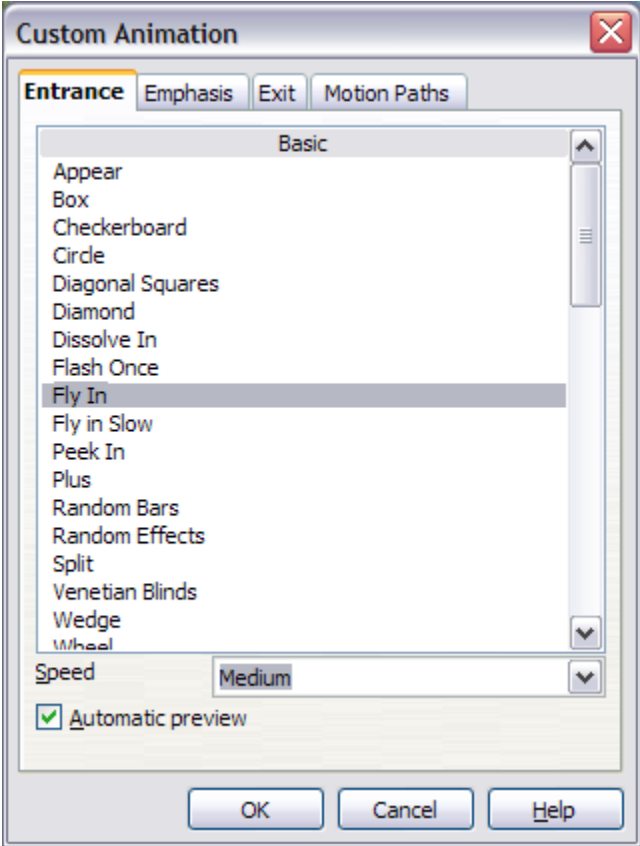 Custom Animation
Entrance Emphasis Exit Motion Paths
Basic
Appear
Box
Checkerboard
Circle
Diagonal Squares
Diamond
Dissolve In
Flash Once
Fly In
Fly in Slow
Peek In
Plus
Random Bars
Random Effects
Split
Venetian Blinds
Wedge
Wheel
Speed Medium
Automatic preview
OK Cancel Help